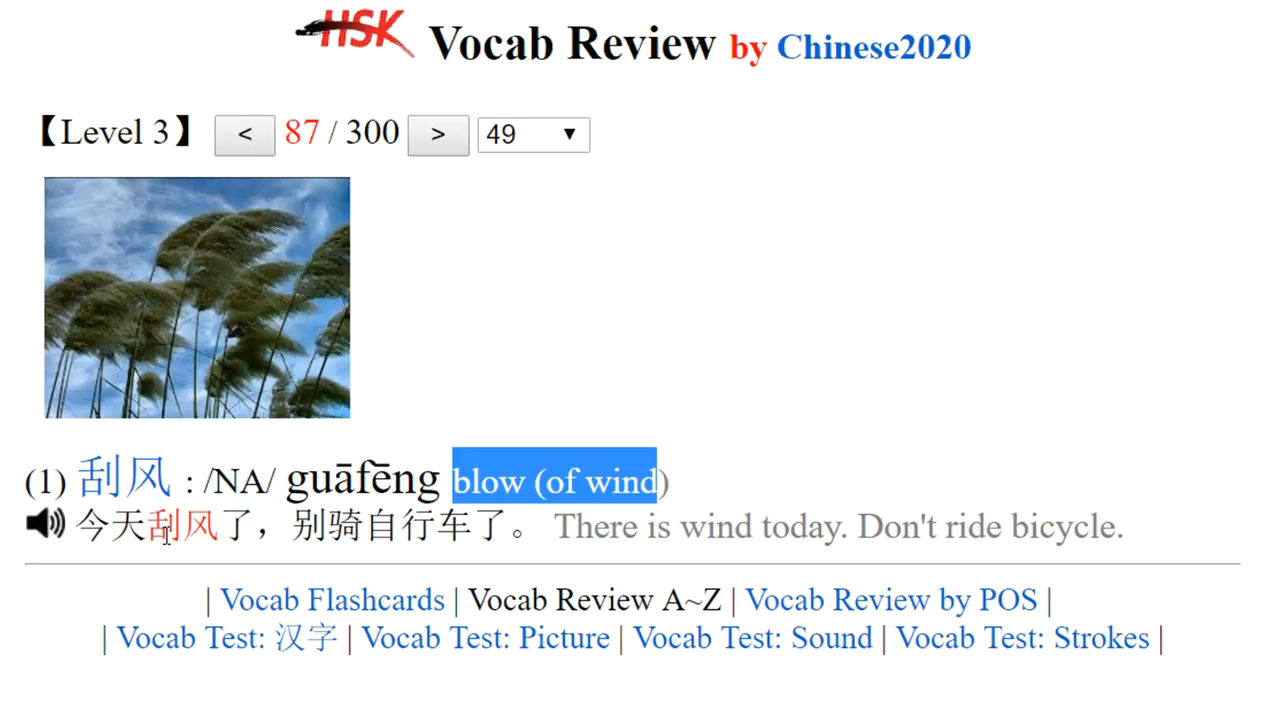 HSK Vocab Review by Chinese2020
【Level 3】 < 87 / 300 > 49 ▼
(1) 刮风 : /NA/ guāfēng blow (of wind)
今天刮风了，别骑自行车了。 There is wind today. Don't ride bicycle.
| Vocab Flashcards | Vocab Review A~Z | Vocab Review by POS |
| Vocab Test: 汉字 | Vocab Test: Picture | Vocab Test: Sound | Vocab Test: Strokes |